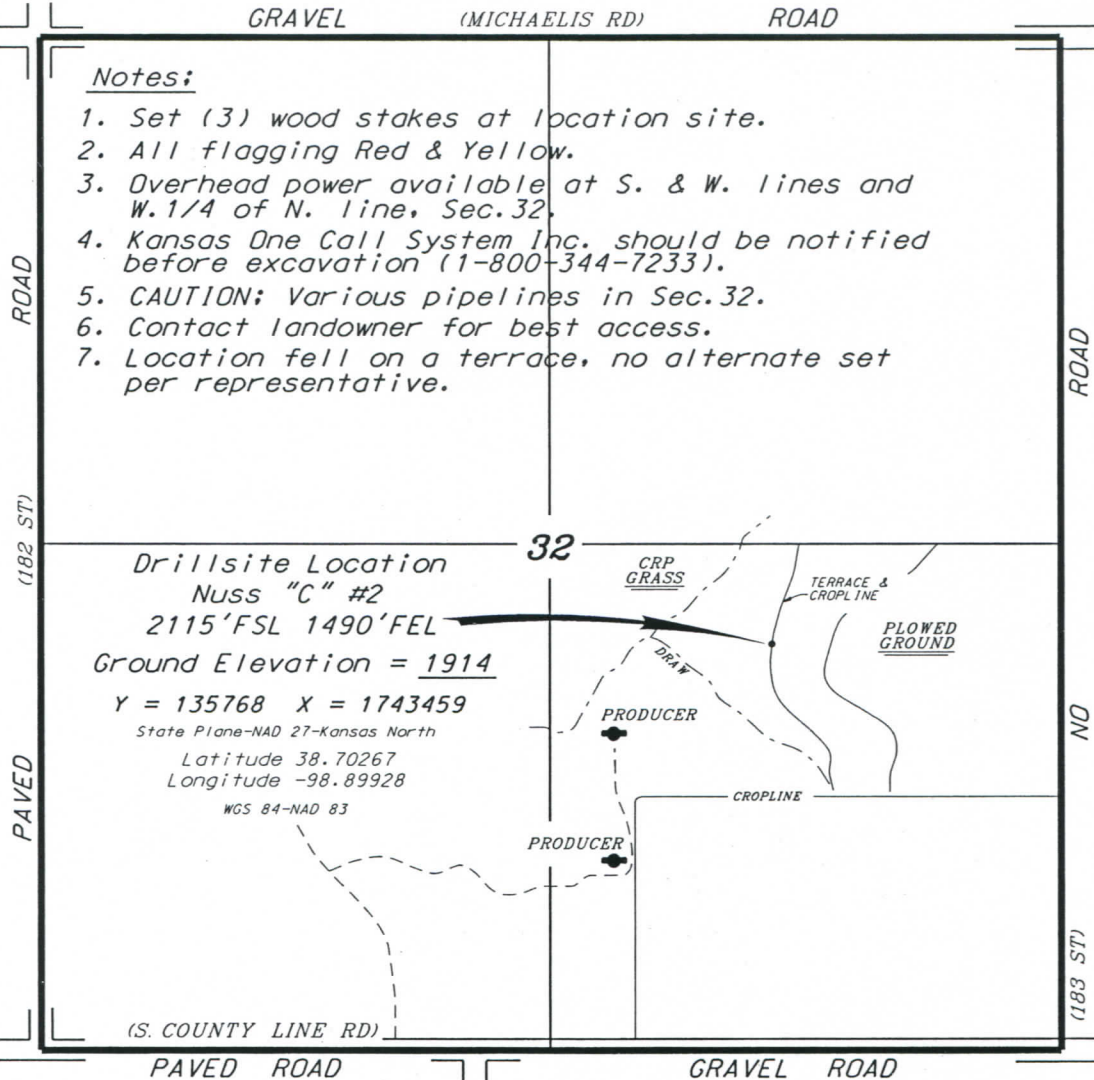 GRAVEL (MICHAELIS RD) ROAD
Notes:
1. Set (3) wood stakes at location site.
2. All flagging Red & Yellow.
3. Overhead power available at S. & W. lines and
W.1/4 of N. line, Sec.32.
4. Kansas One Call System Inc. should be notified
before excavation (1-800-344-7233).
5. CAUTION: Various pipelines in Sec.32.
6. Contact landowner for best access.
7. Location fell on a terrace, no alternate set
per representative.
PAVED (182 ST) ROAD
32
Drillsite Location
Nuss "C" #2
2115'FSL 1490'FEL
Ground Elevation = 1914
Y = 135768 X = 1743459
State Plane-NAD 27-Kansas North
Latitude 38.70267
Longitude -98.89928
WGS 84-NAD 83
CRP
GRASS
TERRACE &
CROPLINE
PLOWED
GROUND
DRAW
PRODUCER
CROPLINE
PRODUCER
(183 ST) NO ROAD
(S. COUNTY LINE RD)
PAVED ROAD GRAVEL ROAD